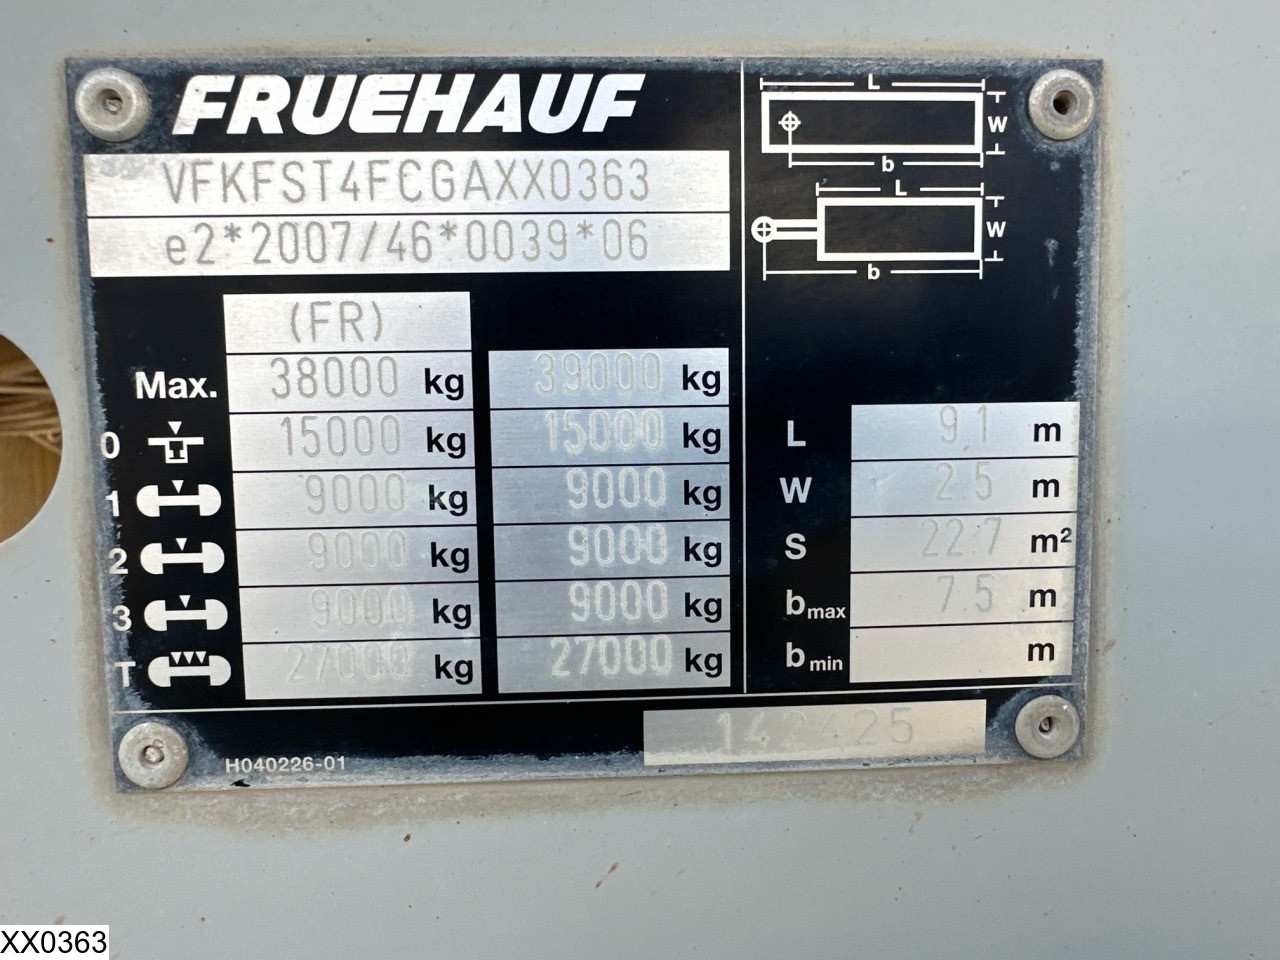 FRUEHAUF
VFKFST4FCGAXX0363
e2*2007/46*0039*06
(FR)
Max. 38000 kg 39000 kg
0 15000 kg 15000 kg
1 9000 kg 9000 kg
2 9000 kg 9000 kg
3 9000 kg 9000 kg
T 27000 kg 27000 kg
L
W
b
L
W
b
L 9.1 m
W 2.5 m
S 22.7 m²
b max 7.5 m
b min m
142425
H040226-01
XX0363